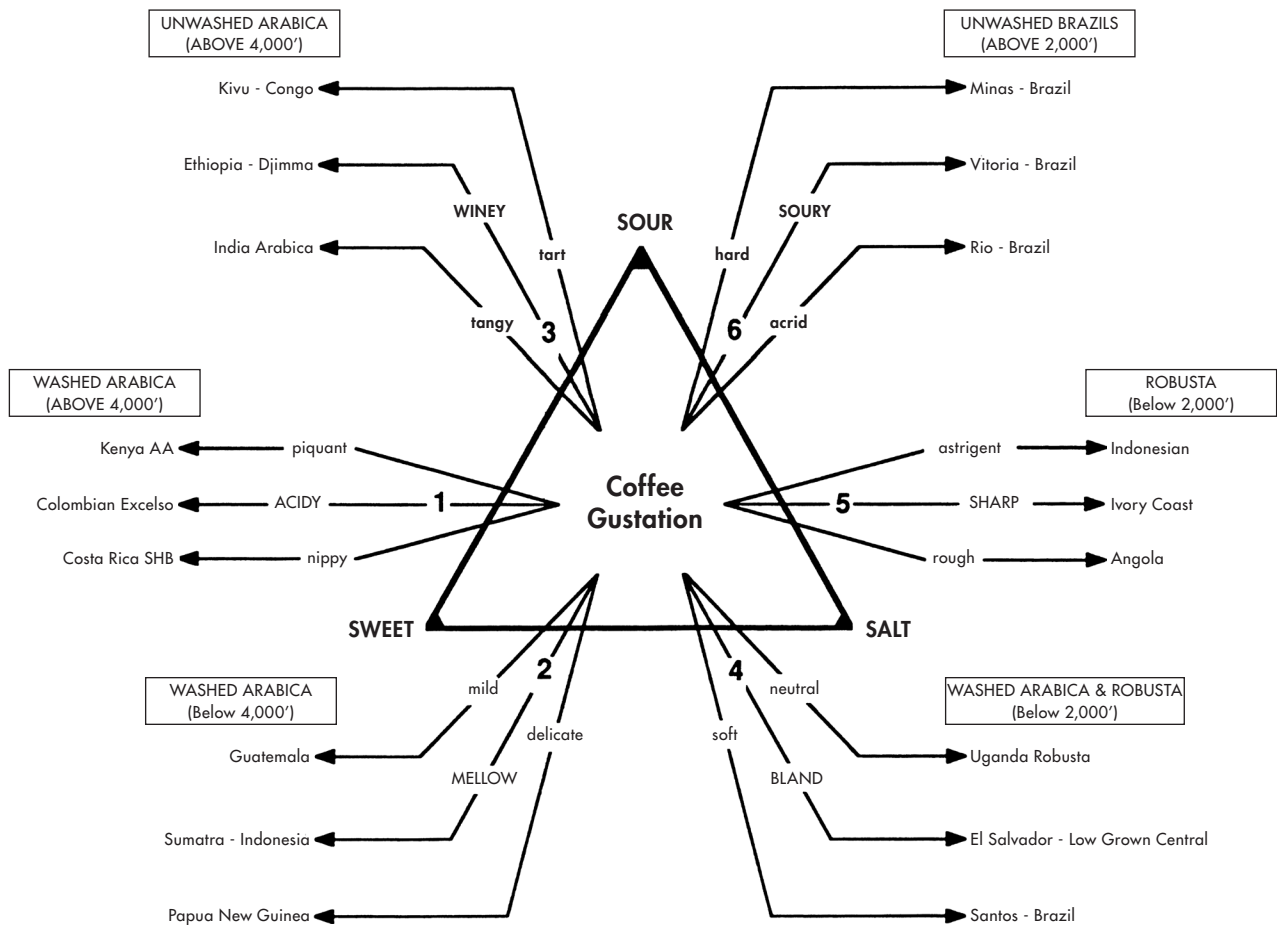 UNWASHED ARABICA
(ABOVE 4,000’)
UNWASHED BRAZILS
(ABOVE 2,000’)
Kivu - Congo
Minas - Brazil
Ethiopia - Djimma
Vitoria - Brazil
WINEY
SOURY
SOUR
India Arabica
tart
hard
Rio - Brazil
tangy
3
6
acrid
WASHED ARABICA
(ABOVE 4,000’)
ROBUSTA
(Below 2,000’)
Kenya AA
piquant
astrigent
Indonesian
Coffee
Gustation
Colombian Excelso
ACIDY
1
5
SHARP
Ivory Coast
Costa Rica SHB
nippy
rough
Angola
SWEET
SALT
2
4
WASHED ARABICA
(Below 4,000’)
mild
neutral
WASHED ARABICA & ROBUSTA
(Below 2,000’)
delicate
soft
Guatemala
Uganda Robusta
MELLOW
BLAND
Sumatra - Indonesia
El Salvador - Low Grown Central
Papua New Guinea
Santos - Brazil